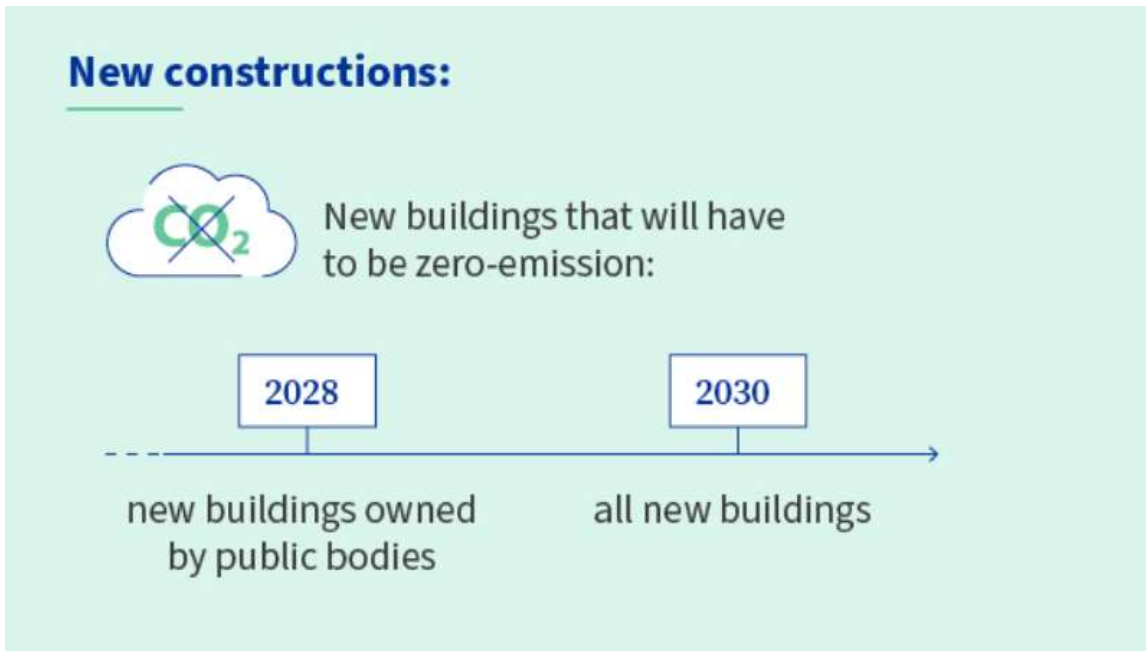 New constructions:
CO₂
New buildings that will have
to be zero-emission:
2028
2030
new buildings owned
by public bodies
all new buildings